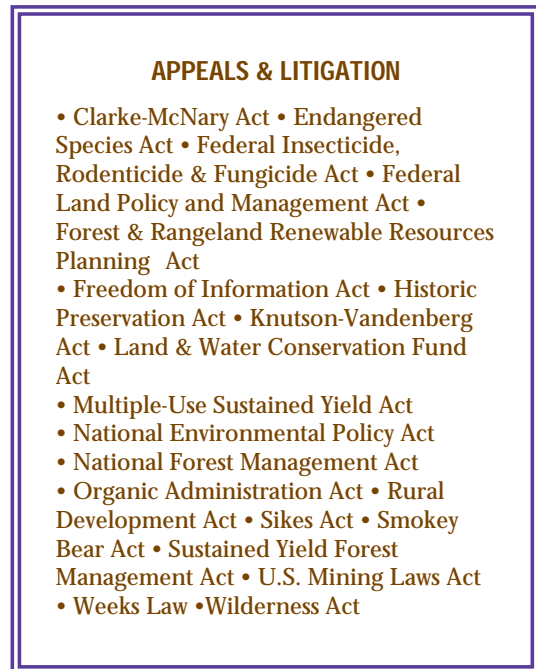 APPEALS & LITIGATION
• Clarke-McNary Act • Endangered
Species Act • Federal Insecticide,
Rodenticide & Fungicide Act • Federal
Land Policy and Management Act •
Forest & Rangeland Renewable Resources
Planning Act
• Freedom of Information Act • Historic
Preservation Act • Knutson-Vandenberg
Act • Land & Water Conservation Fund
Act
• Multiple-Use Sustained Yield Act
• National Environmental Policy Act
• National Forest Management Act
• Organic Administration Act • Rural
Development Act • Sikes Act • Smokey
Bear Act • Sustained Yield Forest
Management Act • U.S. Mining Laws Act
• Weeks Law •Wilderness Act